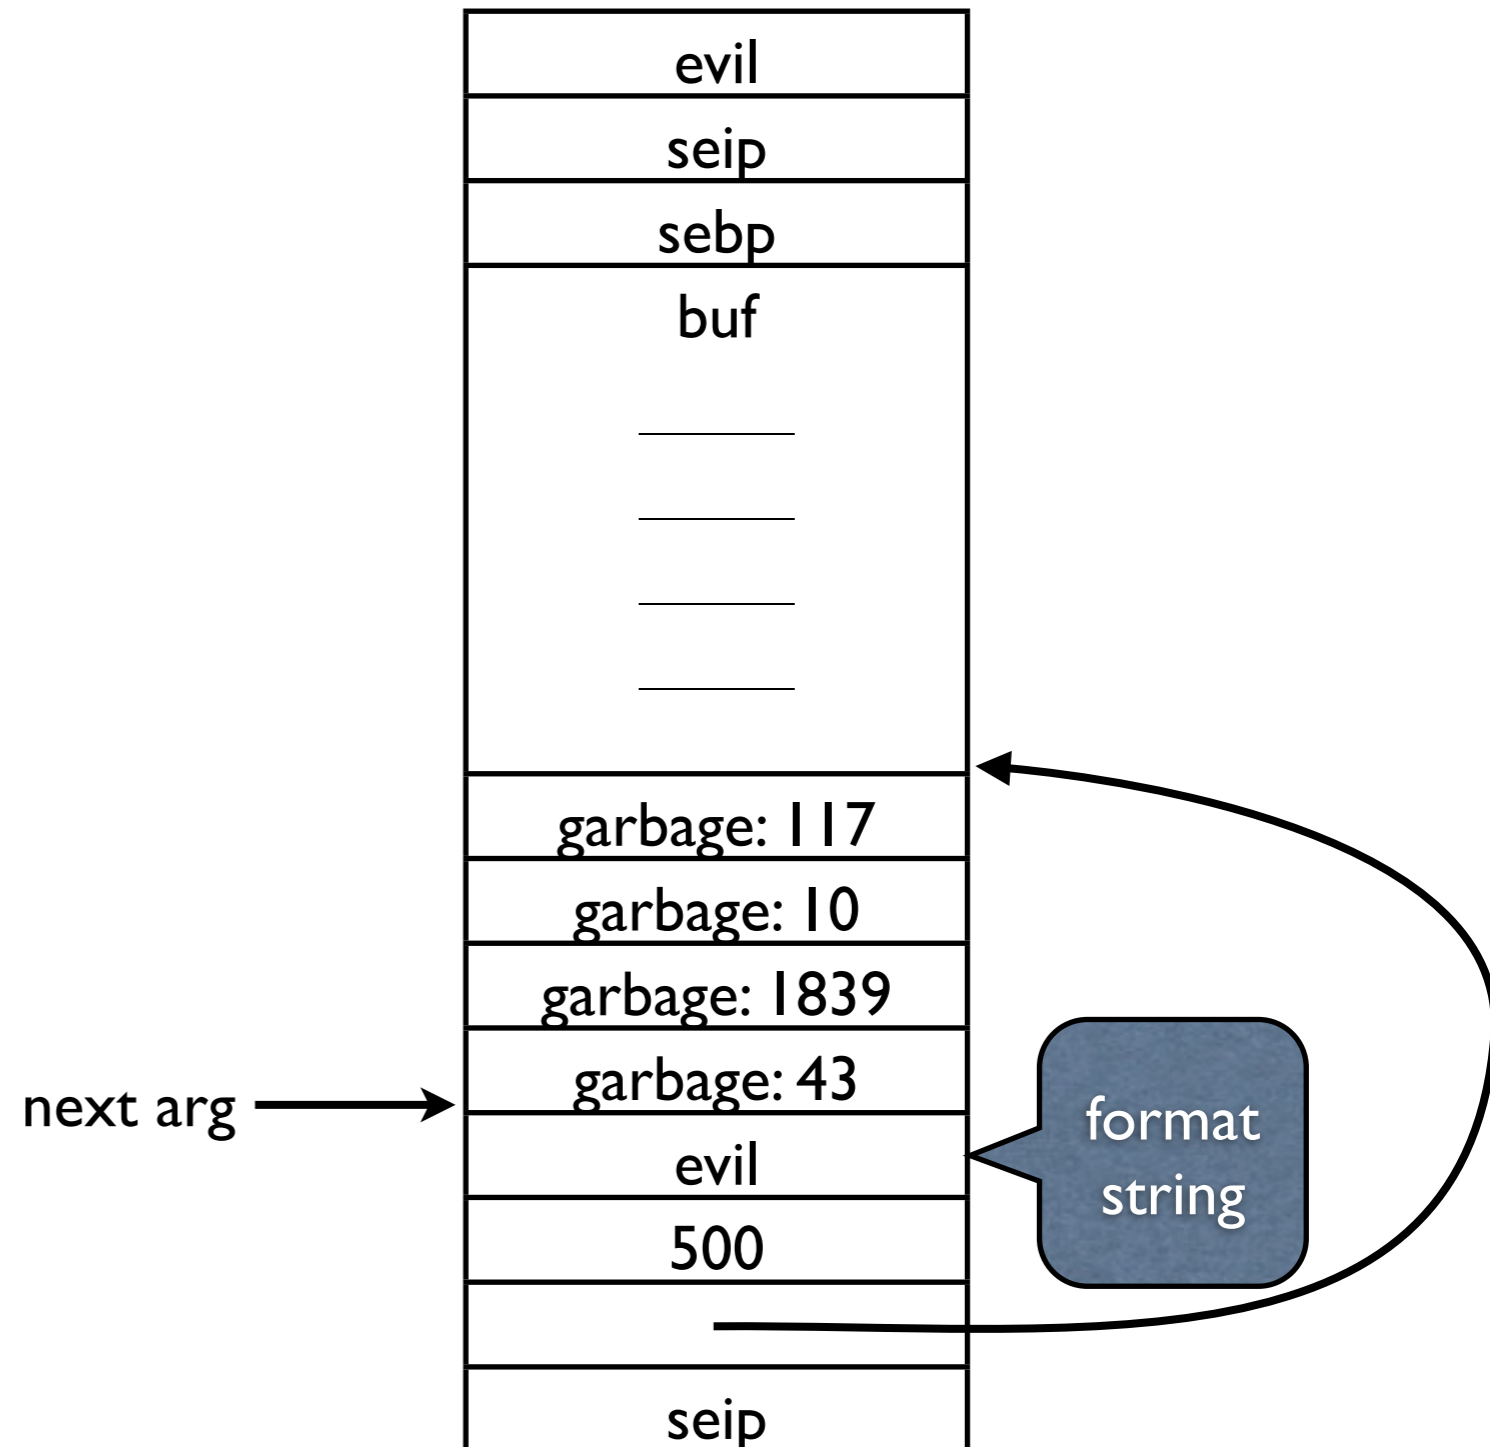 evil
seip
sebp
buf
garbage: 117
garbage: 10
garbage: 1839
garbage: 43
next arg
evil
format
string
500
seip